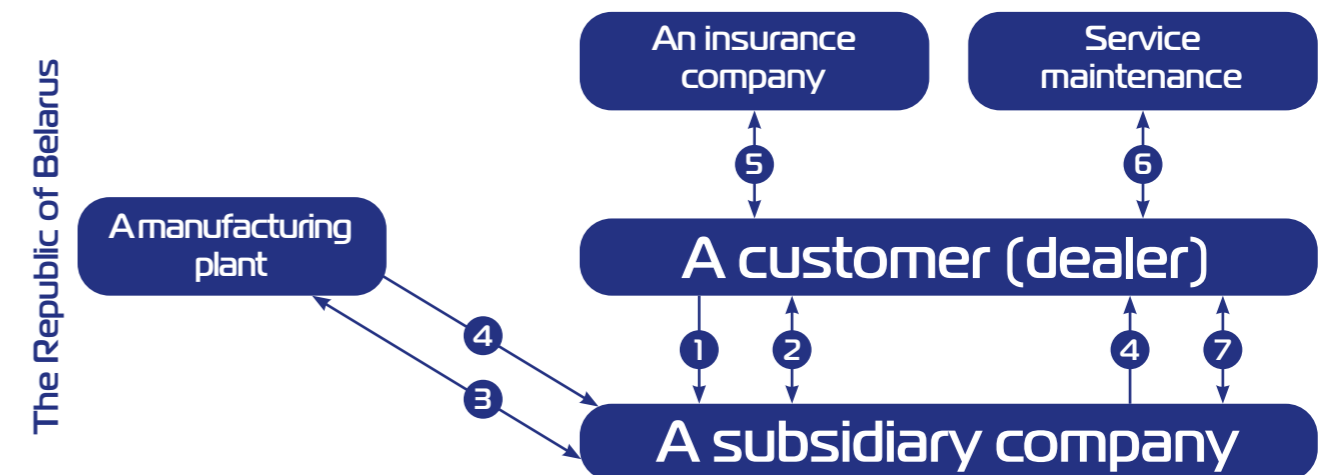 The Republic of Belarus
An insurance
company
Service
maintenance
5
6
A manufacturing
plant
A customer (dealer)
4
3
1
2
4
7
A subsidiary company